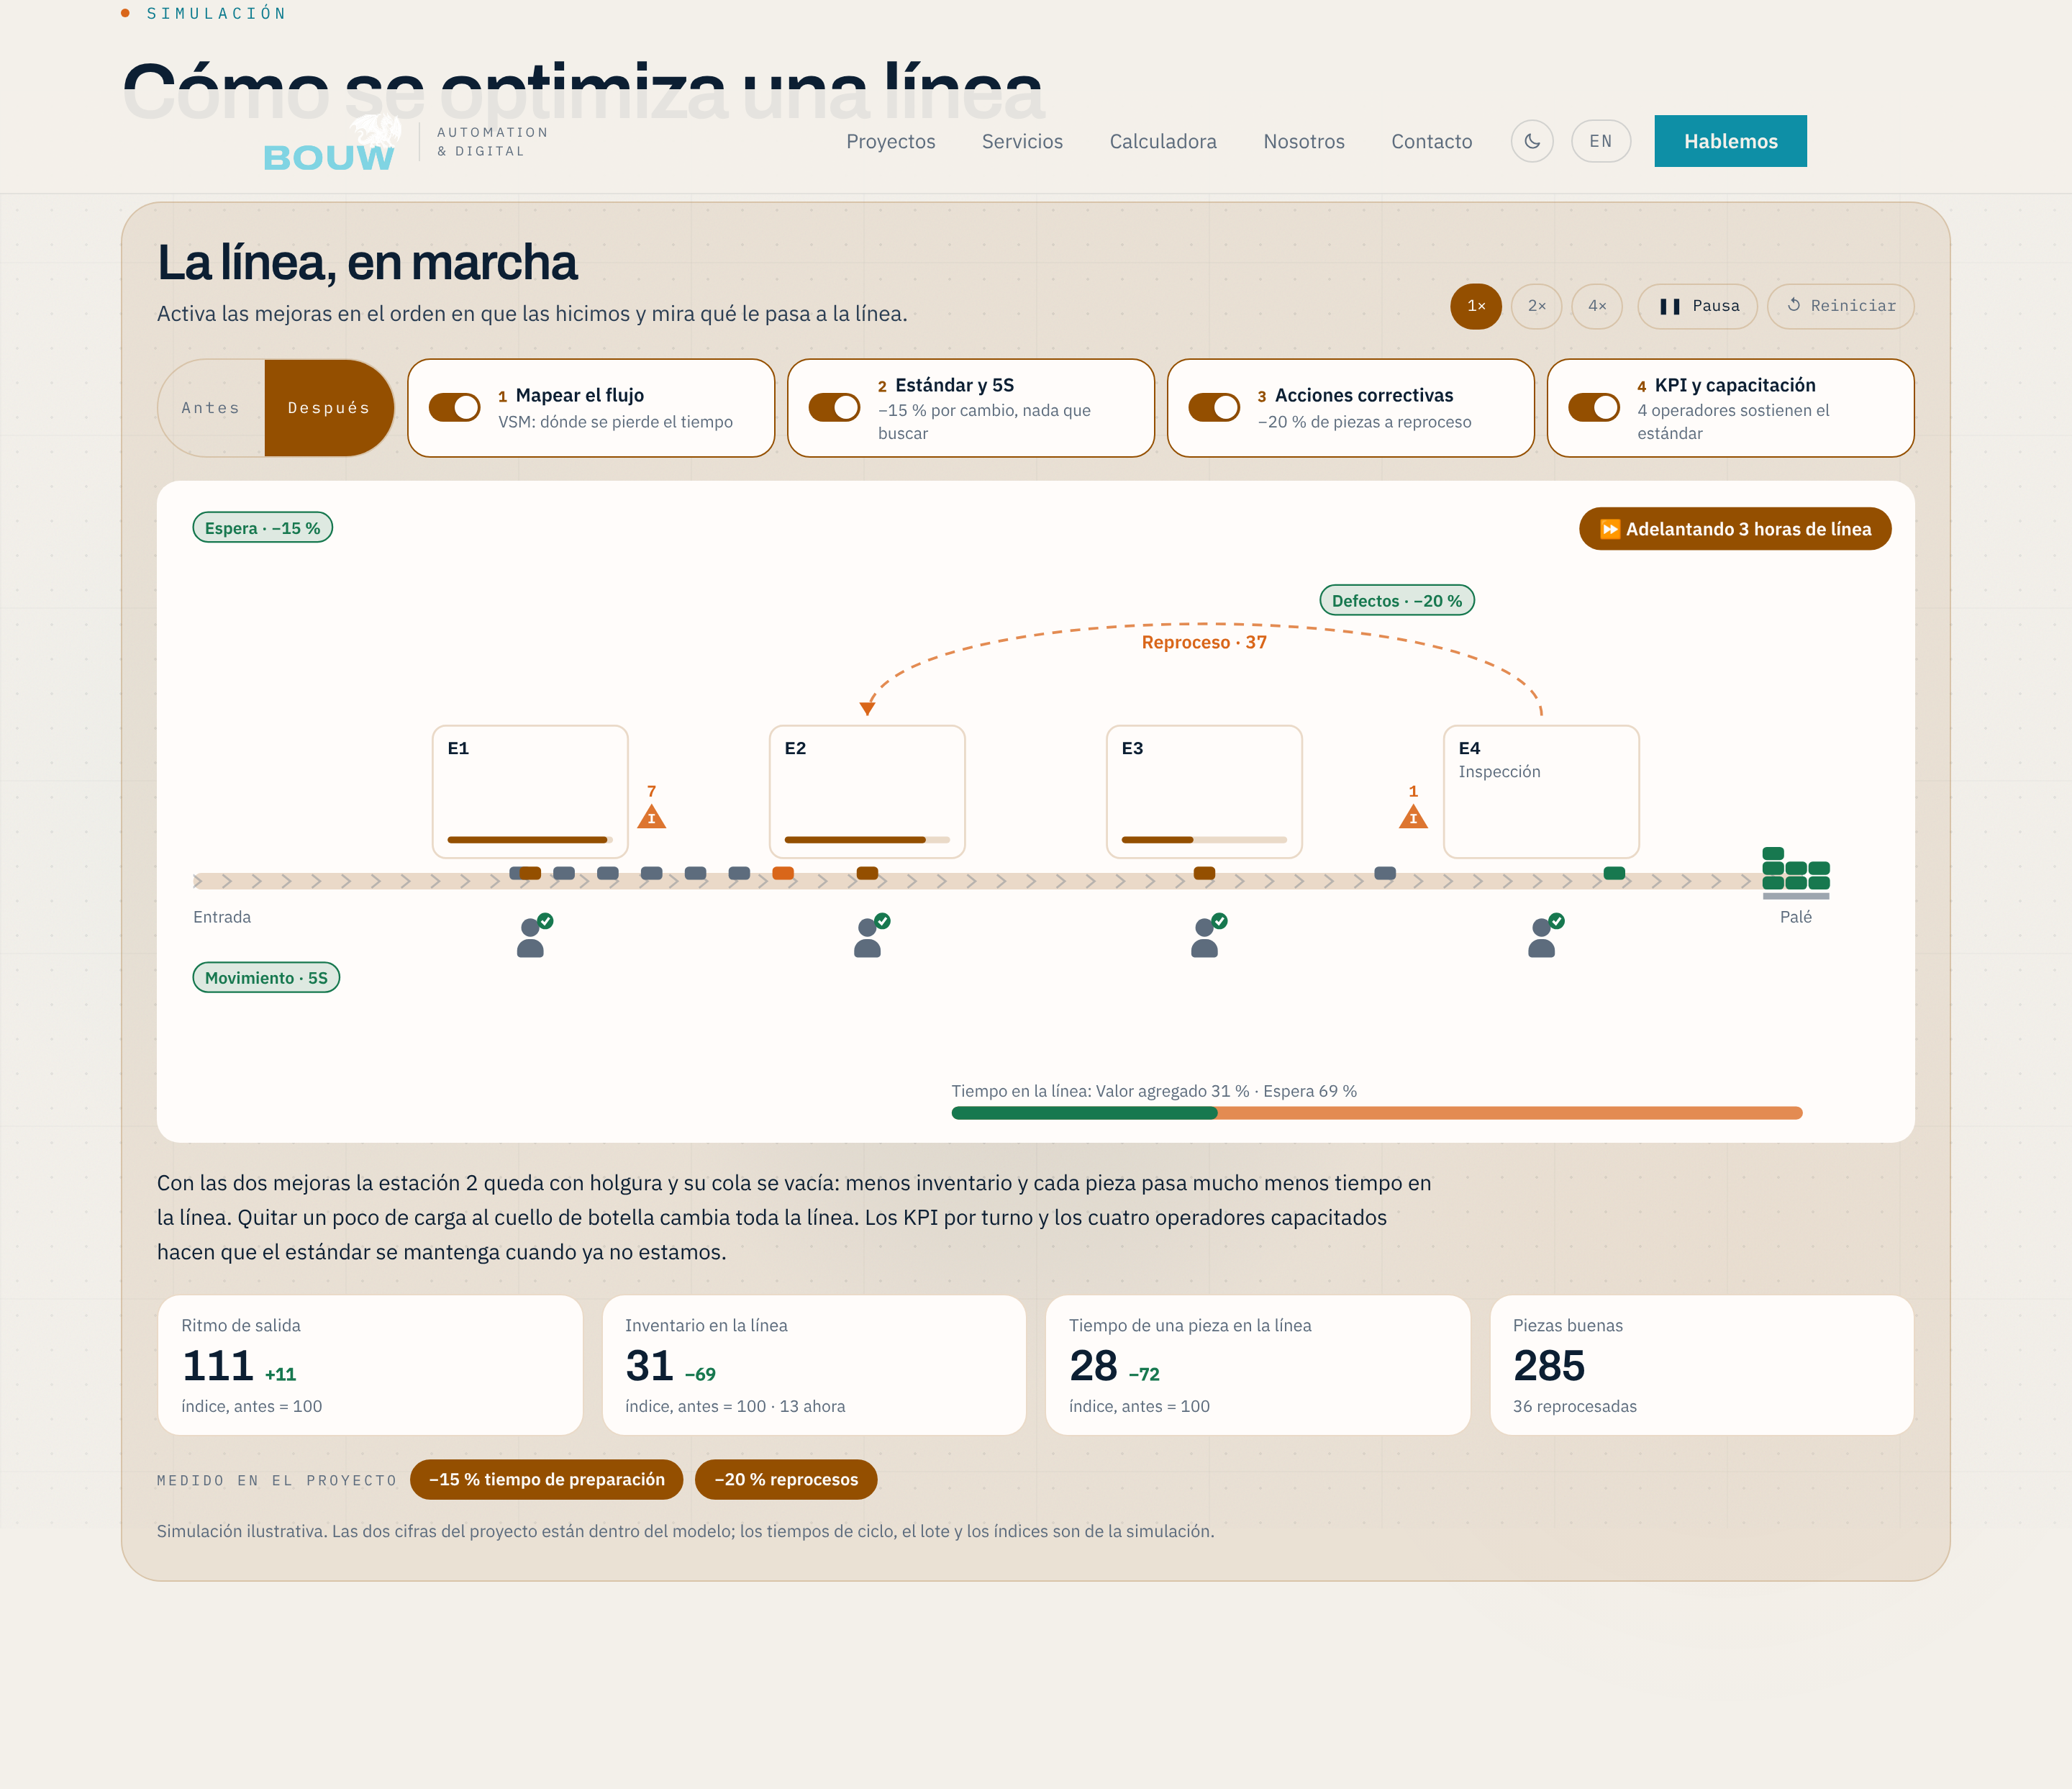 SIMULACIÓN
Cómo se optimiza una línea
BOUW
AUTOMATION
& DIGITAL
Proyectos
Servicios
Calculadora
Nosotros
Contacto
EN
Hablemos
La línea, en marcha
Activa las mejoras en el orden en que las hicimos y mira qué le pasa a la línea.
1×
2×
4×
Pausa
Reiniciar
Antes
Después
1 Mapear el flujo
VSM: dónde se pierde el tiempo
2 Estándar y 5S
−15 % por cambio, nada que
buscar
3 Acciones correctivas
−20 % de piezas a reproceso
4 KPI y capacitación
4 operadores sostienen el
estándar
Espera · −15 %
Adelantando 3 horas de línea
Defectos · −20 %
Reproceso · 37
E1
E2
E3
E4
Inspección
7
I
1
I
Entrada
Palé
Movimiento · 5S
Tiempo en la línea: Valor agregado 31 % · Espera 69 %
Con las dos mejoras la estación 2 queda con holgura y su cola se vacía: menos inventario y cada pieza pasa mucho menos tiempo en
la línea. Quitar un poco de carga al cuello de botella cambia toda la línea. Los KPI por turno y los cuatro operadores capacitados
hacen que el estándar se mantenga cuando ya no estamos.
Ritmo de salida
111 +11
índice, antes = 100
Inventario en la línea
31 −69
índice, antes = 100 · 13 ahora
Tiempo de una pieza en la línea
28 −72
índice, antes = 100
Piezas buenas
285
36 reprocesadas
MEDIDO EN EL PROYECTO
−15 % tiempo de preparación
−20 % reprocesos
Simulación ilustrativa. Las dos cifras del proyecto están dentro del modelo; los tiempos de ciclo, el lote y los índices son de la simulación.